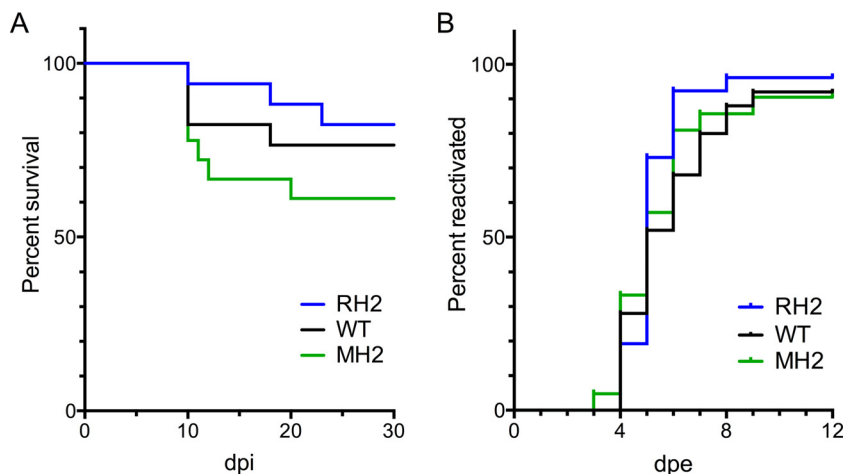 A
Percent survival
100
50
0
0 10 20 30
dpi
RH2
WT
MH2
B
Percent reactivated
100
50
0
0 4 8 12
dpe
RH2
WT
MH2